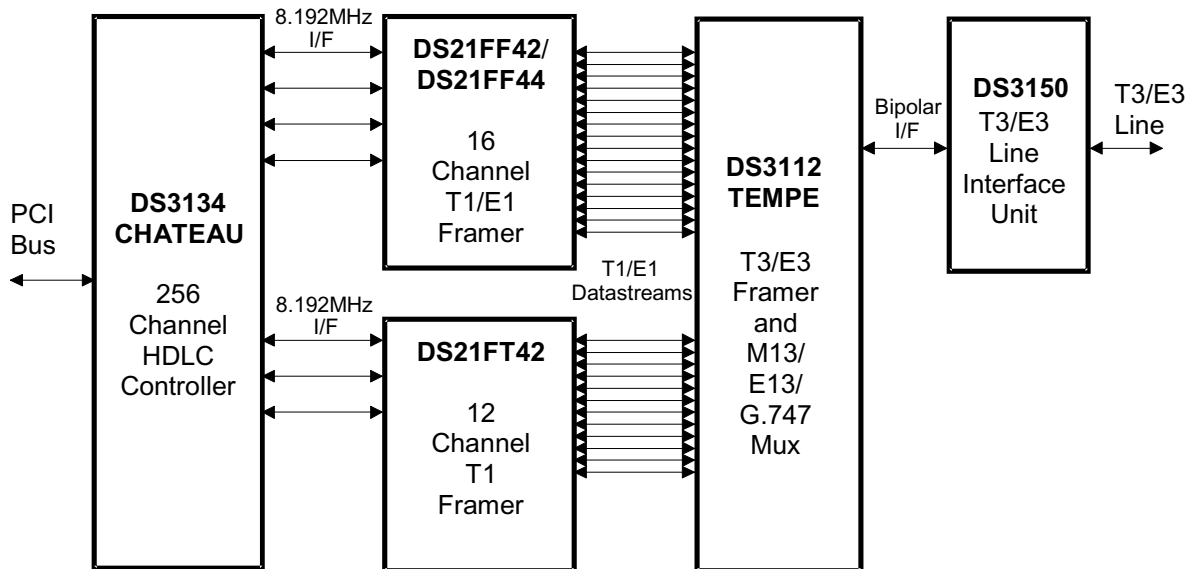 PCI
Bus
DS3134
CHATEAU
256
Channel
HDLC
Controller
8.192MHz
I/F
8.192MHz
I/F
DS21FF42/
DS21FF44
16
Channel
T1/E1
Framer
DS21FT42
12
Channel
T1
Framer
T1/E1
Datastreams
DS3112
TEMPE
T3/E3
Framer
and
M13/
E13/
G.747
Mux
Bipolar
I/F
DS3150
T3/E3
Line
Interface
Unit
T3/E3
Line